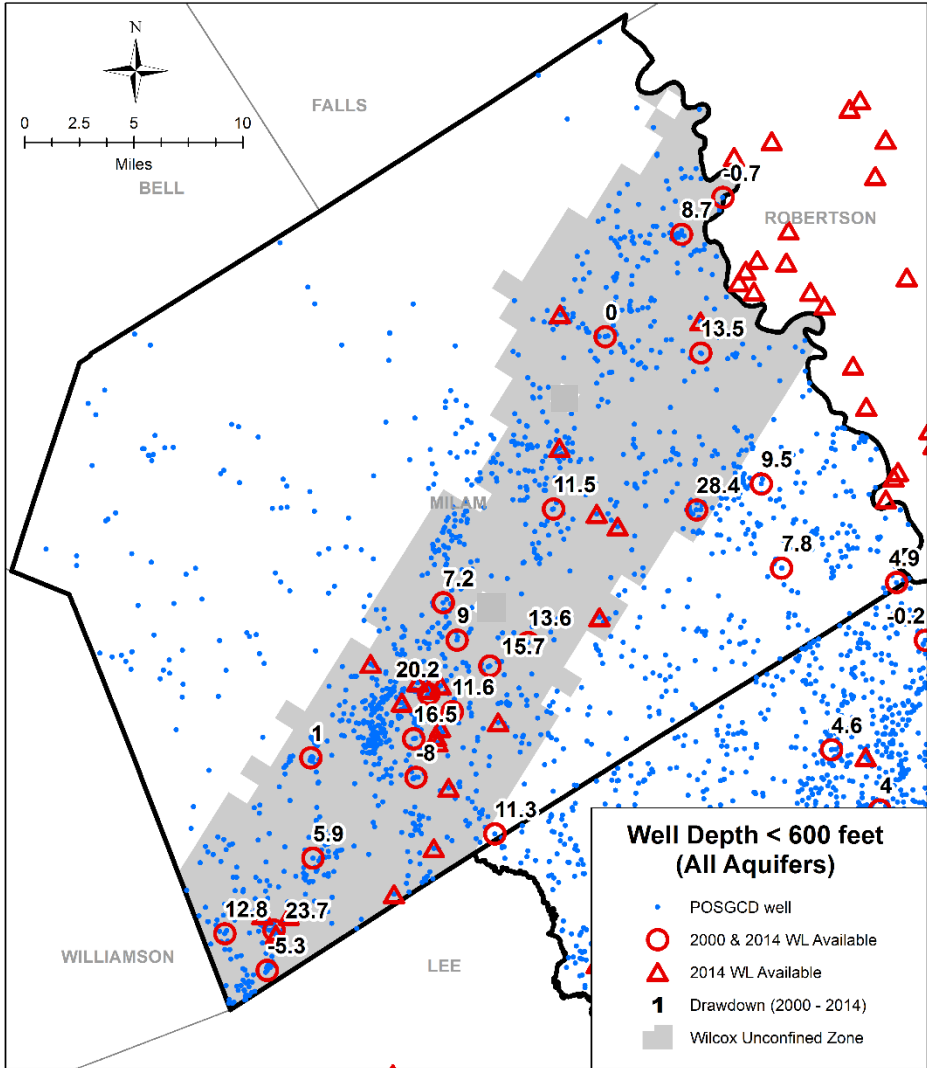 N
FALLS
0 2.5 5 10
Miles
BELL
-0.7
8.7
ROBERTSON
0
13.5
9.5
11.5
28.4
MILAM
7.8
4.9
7.2
-0.2
9
13.6
15.7
20.2
11.6
16.5
4.6
1
-8
4
11.3
5.9
12.8
23.7
-5.3
WILLIAMSON
LEE
Well Depth < 600 feet
(All Aquifers)
POSGCD well
2000 & 2014 WL Available
2014 WL Available
1 Drawdown (2000 - 2014)
Wilcox Unconfined Zone